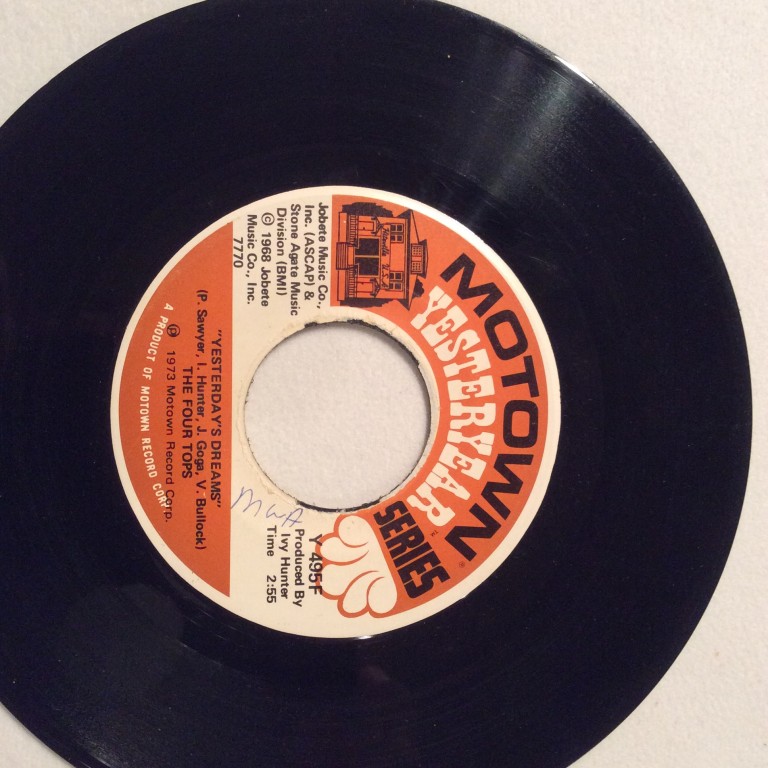 MOTOWN®
YESTERYEAR™
SERIES
Jobete Music Co.,
Inc. (ASCAP) &
Stone Agate Music
Division (BMI)
© 1968 Jobete
Music Co., Inc.
7770
Y 495F
Produced By
Ivy Hunter
Time 2:55
MWA
"YESTERDAY'S DREAMS"
(P. Sawyer, I. Hunter, J. Goga, V. Bullock)
THE FOUR TOPS
℗ 1973 Motown Record Corp.
A PRODUCT OF MOTOWN RECORD CORP.